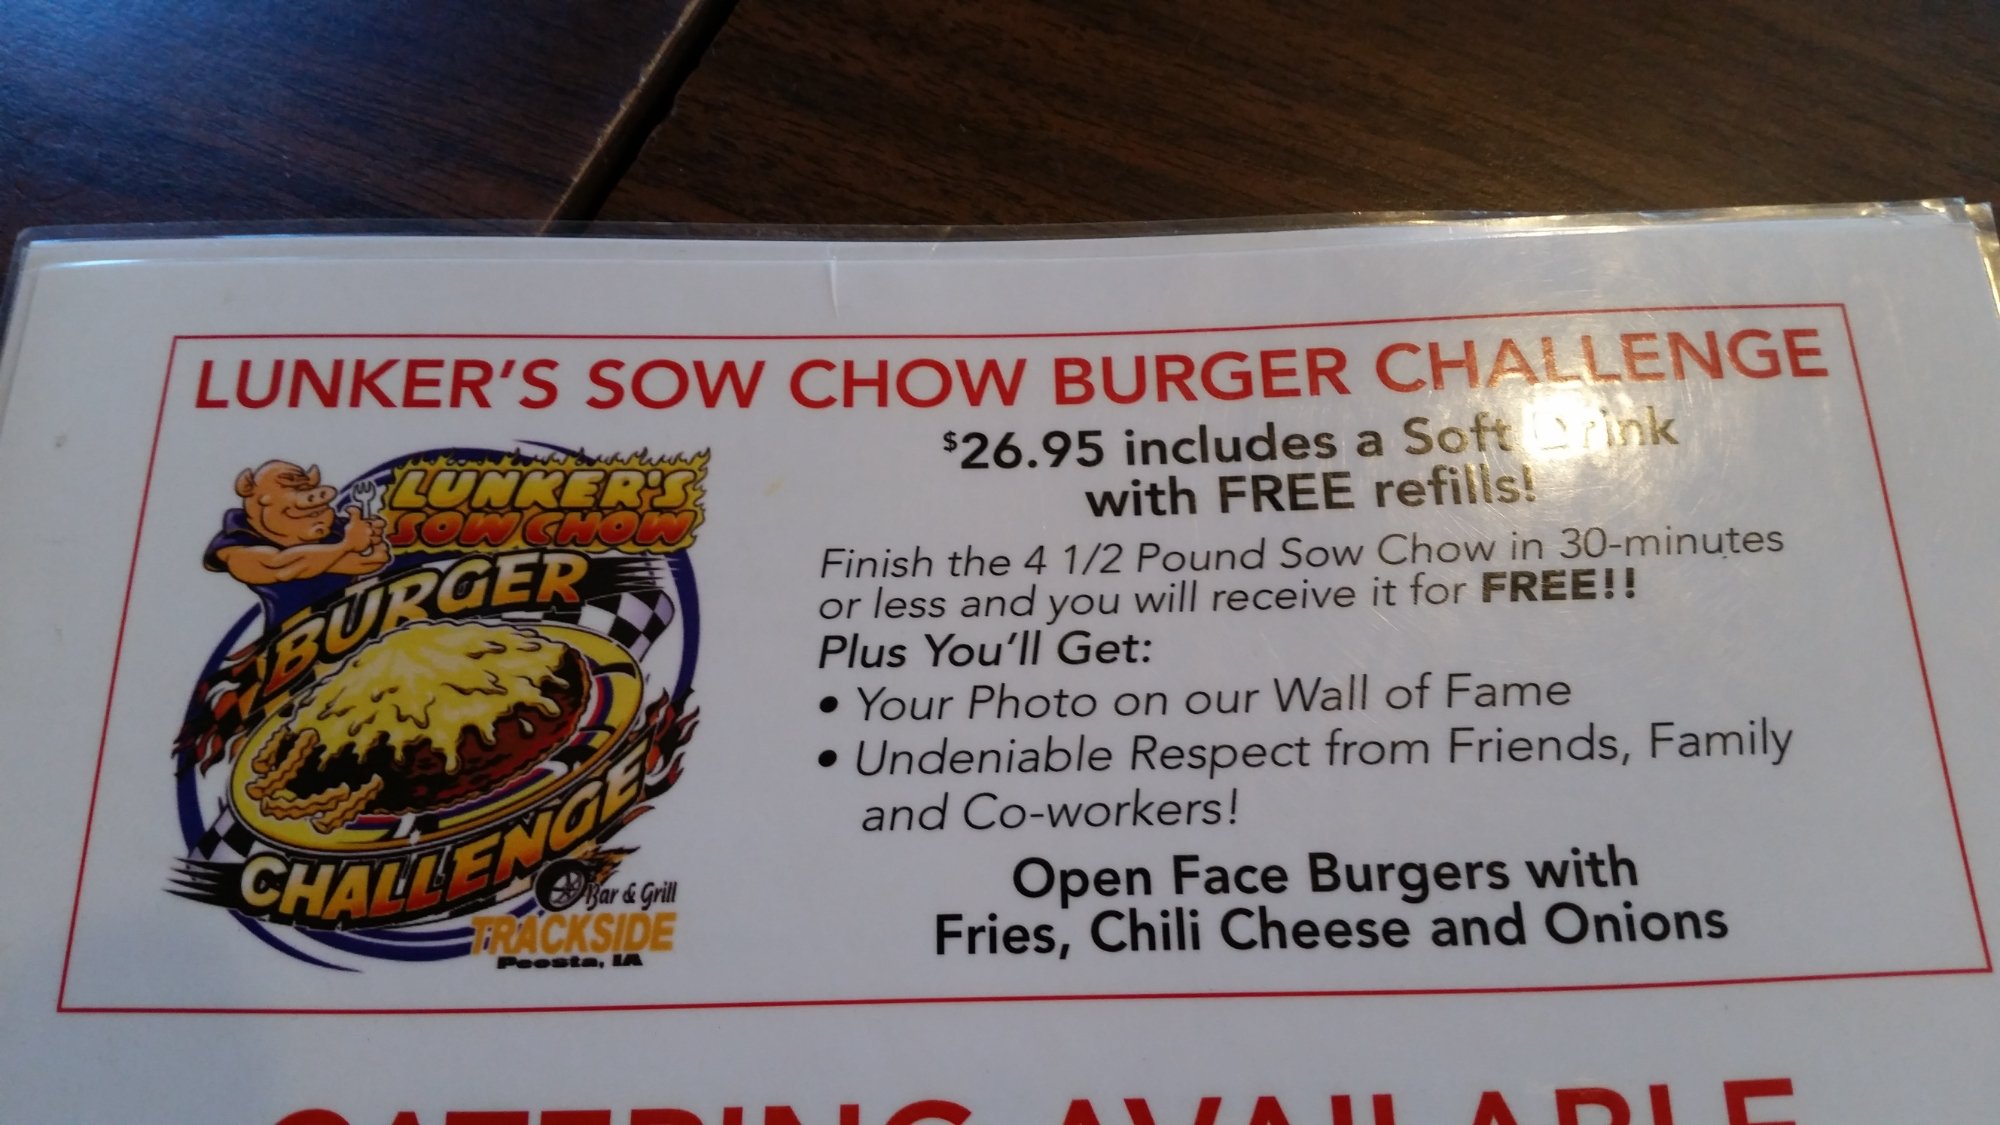 LUNKER'S SOW CHOW BURGER CHALLENGE
LUNKER'S
SOW CHOW
BURGER
CHALLENGE
Bar & Grill
TRACKSIDE
Peosta, IA
$26.95 includes a Soft Drink
with FREE refills!
Finish the 4 1/2 Pound Sow Chow in 30-minutes
or less and you will receive it for FREE!!
Plus You'll Get:
• Your Photo on our Wall of Fame
• Undeniable Respect from Friends, Family
and Co-workers!
Open Face Burgers with
Fries, Chili Cheese and Onions
CATERING AVAILABLE